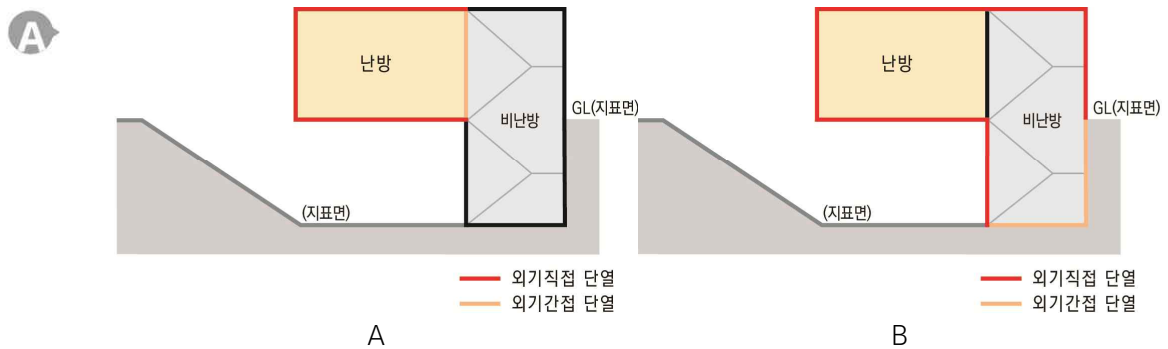 A
난방
비난방
GL(지표면)
(지표면)
외기직접 단열
외기간접 단열
A
난방
비난방
GL(지표면)
(지표면)
외기직접 단열
외기간접 단열
B